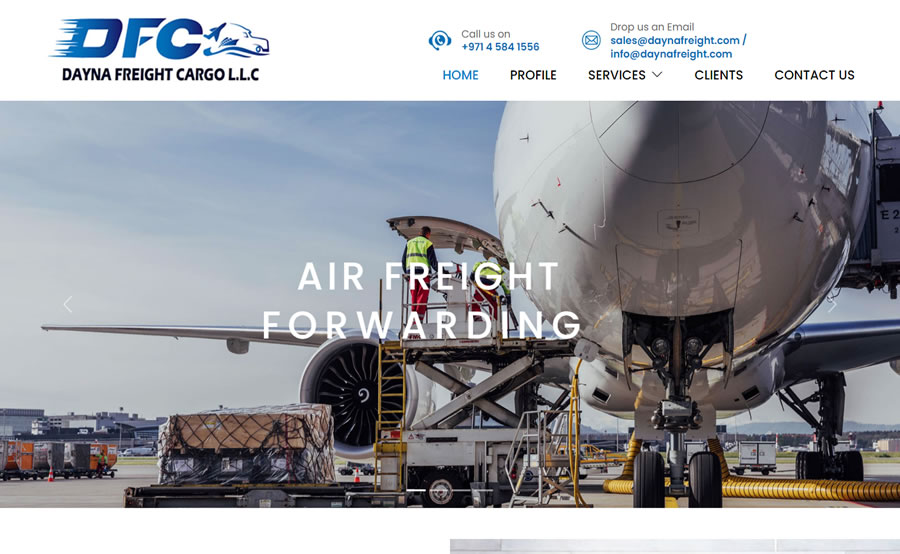 DFC
DAYNA FREIGHT CARGO L.L.C
Call us on
+971 4 584 1556
Drop us an Email
sales@daynafreight.com /
info@daynafreight.com
HOME PROFILE SERVICES CLIENTS CONTACT US
AIR FREIGHT
FORWARDING
E 2